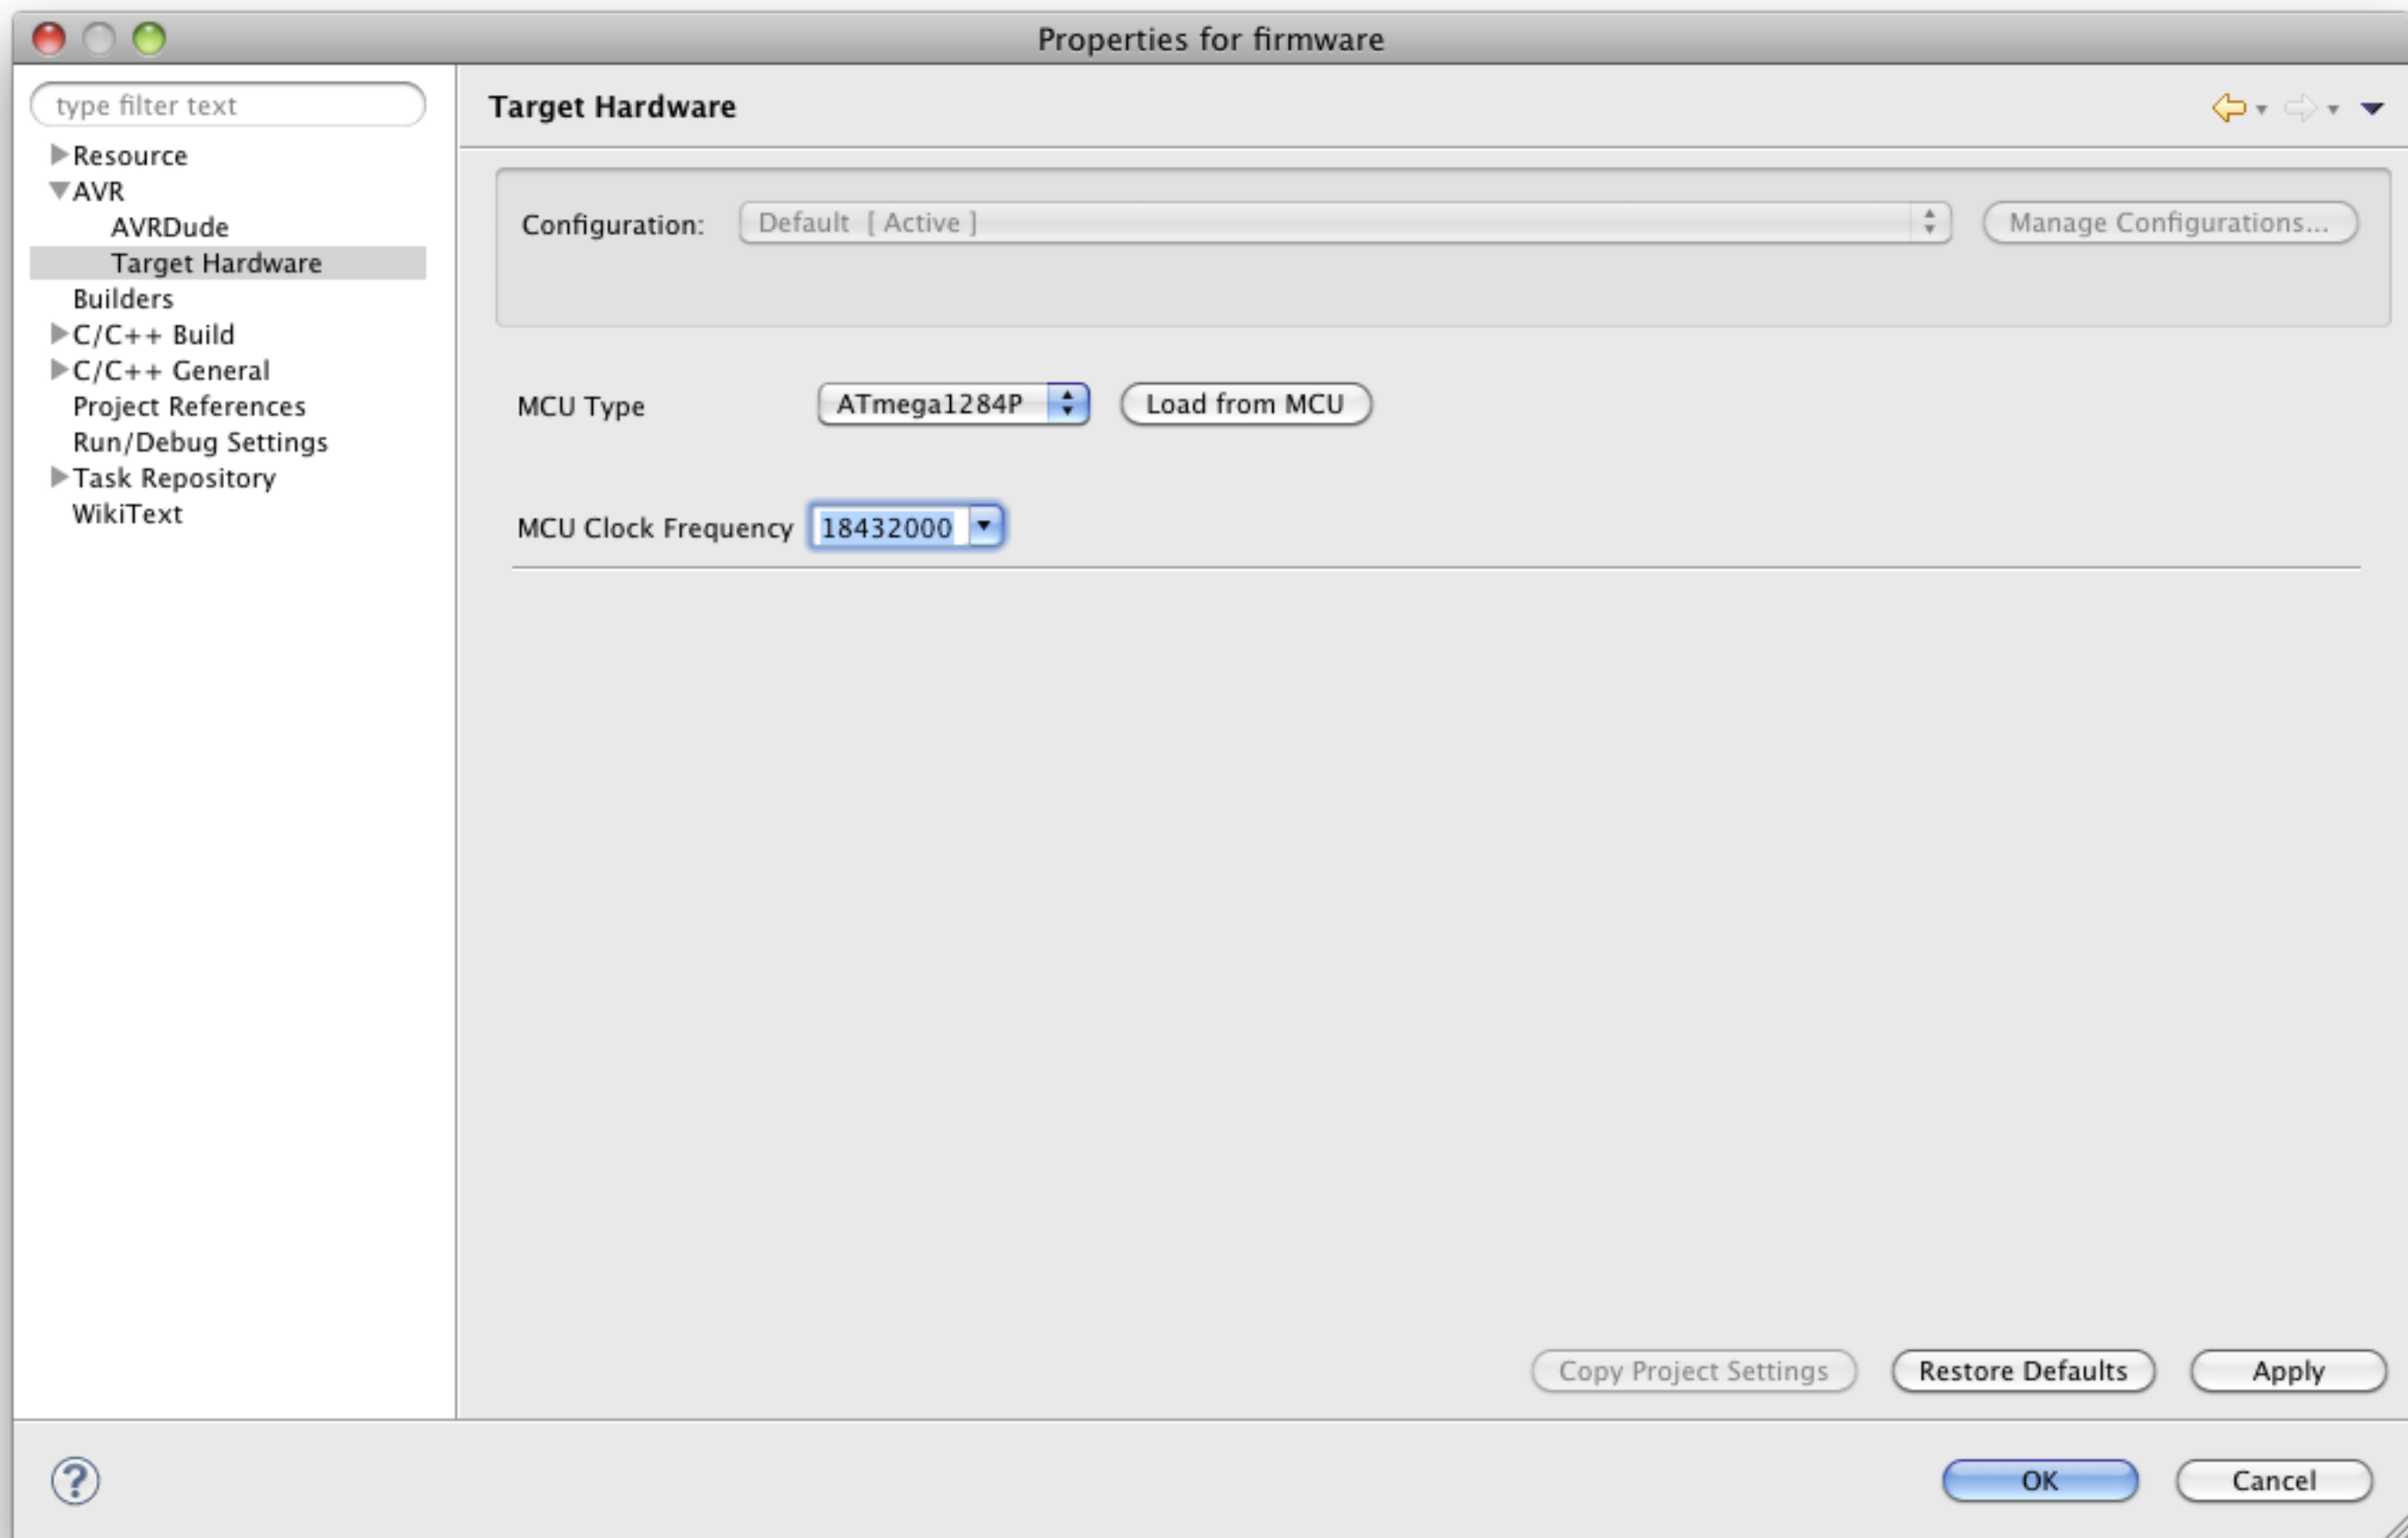 Properties for firmware
type filter text
Resource
AVR
AVRDude
Target Hardware
Builders
C/C++ Build
C/C++ General
Project References
Run/Debug Settings
Task Repository
WikiText
Target Hardware
Configuration: Default [ Active ] Manage Configurations...
MCU Type ATmega1284P Load from MCU
MCU Clock Frequency 18432000
Copy Project Settings Restore Defaults Apply
? OK Cancel